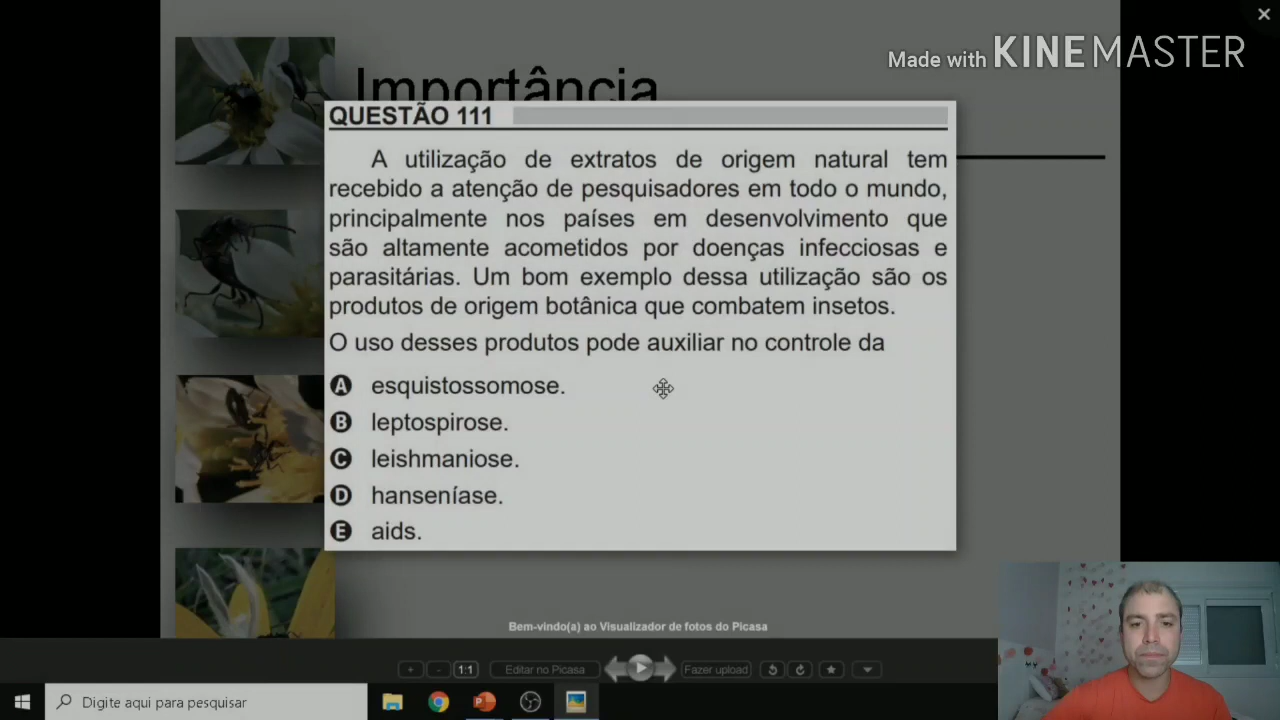 Made with KINEMASTER
Importância
QUESTÃO 111
A utilização de extratos de origem natural tem
recebido a atenção de pesquisadores em todo o mundo,
principalmente nos países em desenvolvimento que
são altamente acometidos por doenças infecciosas e
parasitárias. Um bom exemplo dessa utilização são os
produtos de origem botânica que combatem insetos.
O uso desses produtos pode auxiliar no controle da
A esquistossomose.
B leptospirose.
C leishmaniose.
D hanseníase.
E aids.
Bem-vindo(a) ao Visualizador de fotos do Picasa
1:1 Editar no Picasa Fazer upload
Digite aqui para pesquisar